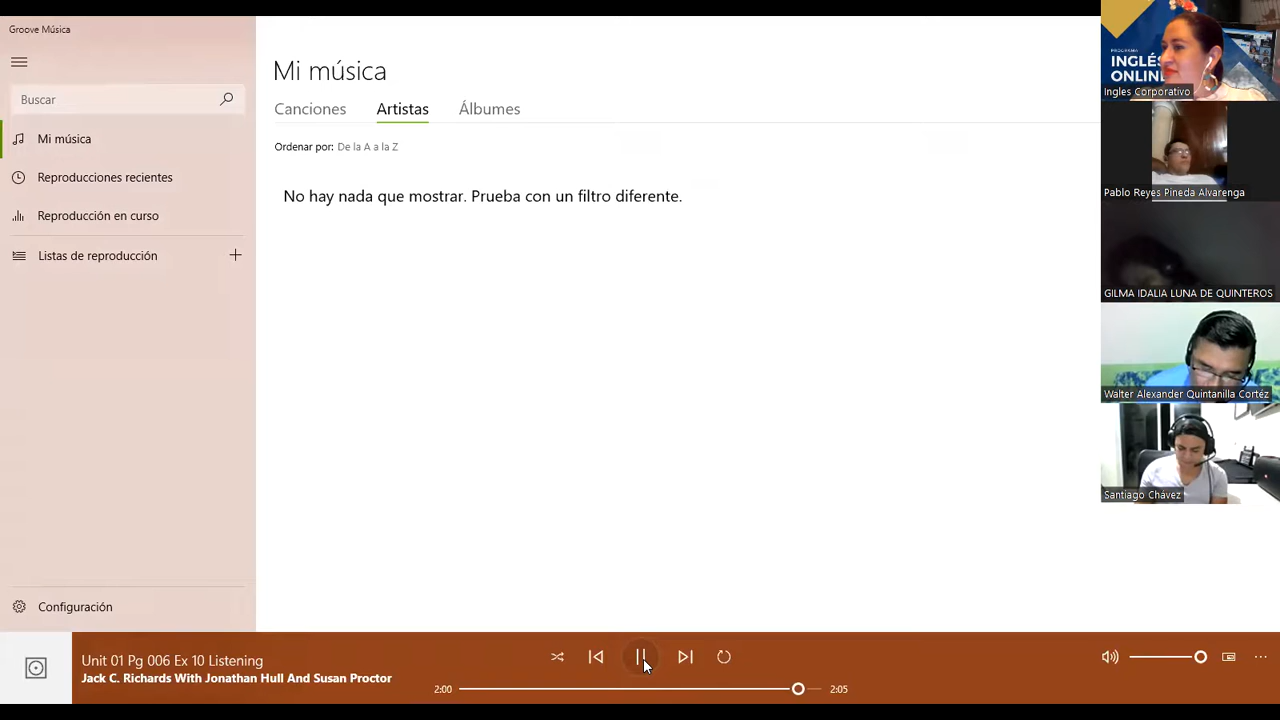 Groove Música
Buscar
Mi música
Reproducciones recientes
Reproducción en curso
Listas de reproducción
Configuración
Mi música
Canciones Artistas Álbumes
Ordenar por: De la A a la Z
No hay nada que mostrar. Prueba con un filtro diferente.
Unit 01 Pg 006 Ex 10 Listening
Jack C. Richards With Jonathan Hull And Susan Proctor
2:00
2:05
PROGRAMA
INGLÉS
ONLINE
Ingles Corporativo
Pablo Reyes Pineda Alvarenga
GILMA IDALIA LUNA DE QUINTEROS
Walter Alexander Quintanilla Cortéz
Santiago Chávez